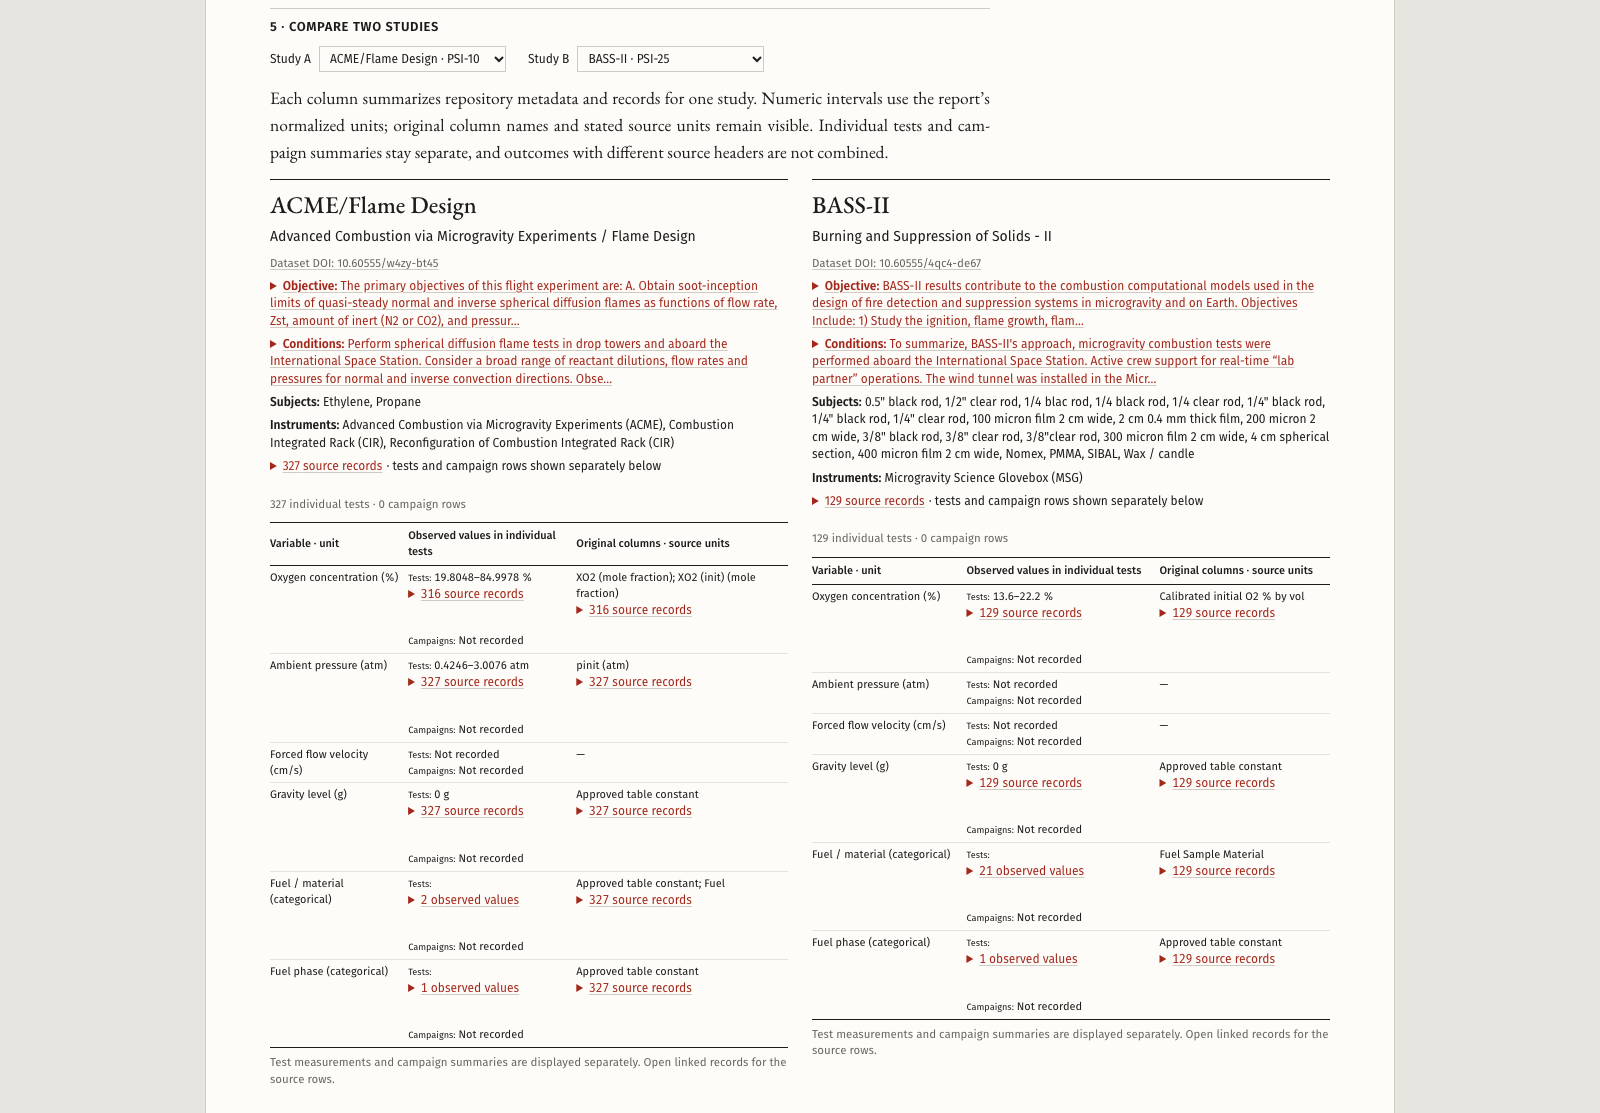 5 · COMPARE TWO STUDIES
Study A ACME/Flame Design · PSI-10 Study B BASS-II · PSI-25
Each column summarizes repository metadata and records for one study. Numeric intervals use the report’s
normalized units; original column names and stated source units remain visible. Individual tests and cam-
paign summaries stay separate, and outcomes with different source headers are not combined.
ACME/Flame Design
Advanced Combustion via Microgravity Experiments / Flame Design
Dataset DOI: 10.60555/w4zy-bt45
Objective: The primary objectives of this flight experiment are: A. Obtain soot-inception
limits of quasi-steady normal and inverse spherical diffusion flames as functions of flow rate,
Zst, amount of inert (N2 or CO2), and pressur...
Conditions: Perform spherical diffusion flame tests in drop towers and aboard the
International Space Station. Consider a broad range of reactant dilutions, flow rates and
pressures for normal and inverse convection directions. Obse...
Subjects: Ethylene, Propane
Instruments: Advanced Combustion via Microgravity Experiments (ACME), Combustion
Integrated Rack (CIR), Reconfiguration of Combustion Integrated Rack (CIR)
327 source records · tests and campaign rows shown separately below
327 individual tests · 0 campaign rows
Variable · unit
Observed values in individual
tests
Original columns · source units
Oxygen concentration (%)
Tests: 19.8048–84.9978 %
316 source records
Campaigns: Not recorded
XO2 (mole fraction); XO2 (init) (mole
fraction)
316 source records
Ambient pressure (atm)
Tests: 0.4246–3.0076 atm
327 source records
Campaigns: Not recorded
pinit (atm)
327 source records
Forced flow velocity
(cm/s)
Tests: Not recorded
Campaigns: Not recorded
—
Gravity level (g)
Tests: 0 g
327 source records
Campaigns: Not recorded
Approved table constant
327 source records
Fuel / material
(categorical)
Tests:
2 observed values
Campaigns: Not recorded
Approved table constant; Fuel
327 source records
Fuel phase (categorical)
Tests:
1 observed values
Campaigns: Not recorded
Approved table constant
327 source records
Test measurements and campaign summaries are displayed separately. Open linked records for the
source rows.
BASS-II
Burning and Suppression of Solids - II
Dataset DOI: 10.60555/4qc4-de67
Objective: BASS-II results contribute to the combustion computational models used in the
design of fire detection and suppression systems in microgravity and on Earth. Objectives
Include: 1) Study the ignition, flame growth, flam...
Conditions: To summarize, BASS-II's approach, microgravity combustion tests were
performed aboard the International Space Station. Active crew support for real-time “lab
partner” operations. The wind tunnel was installed in the Micr...
Subjects: 0.5" black rod, 1/2" clear rod, 1/4 blac rod, 1/4 black rod, 1/4 clear rod, 1/4" black rod,
1/4" black rod, 1/4" clear rod, 100 micron film 2 cm wide, 2 cm 0.4 mm thick film, 200 micron 2
cm wide, 3/8" black rod, 3/8" clear rod, 3/8"clear rod, 300 micron film 2 cm wide, 4 cm spherical
section, 400 micron film 2 cm wide, Nomex, PMMA, SIBAL, Wax / candle
Instruments: Microgravity Science Glovebox (MSG)
129 source records · tests and campaign rows shown separately below
129 individual tests · 0 campaign rows
Variable · unit
Observed values in individual tests
Original columns · source units
Oxygen concentration (%)
Tests: 13.6–22.2 %
129 source records
Campaigns: Not recorded
Calibrated initial O2 % by vol
129 source records
Ambient pressure (atm)
Tests: Not recorded
Campaigns: Not recorded
—
Forced flow velocity (cm/s)
Tests: Not recorded
Campaigns: Not recorded
—
Gravity level (g)
Tests: 0 g
129 source records
Campaigns: Not recorded
Approved table constant
129 source records
Fuel / material (categorical)
Tests:
21 observed values
Campaigns: Not recorded
Fuel Sample Material
129 source records
Fuel phase (categorical)
Tests:
1 observed values
Campaigns: Not recorded
Approved table constant
129 source records
Test measurements and campaign summaries are displayed separately. Open linked records for the
source rows.